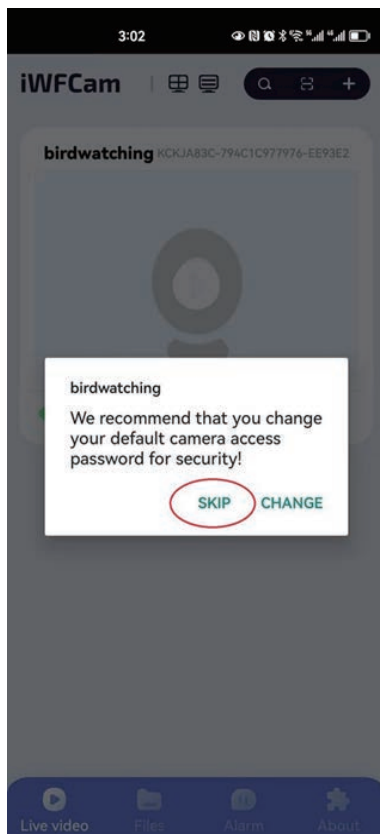 3:02
iWFCam
birdwatching KCKJA83C-794C1C977976-EE93E2
birdwatching
We recommend that you change
your default camera access
password for security!
SKIP CHANGE
Live video Files Alarm About